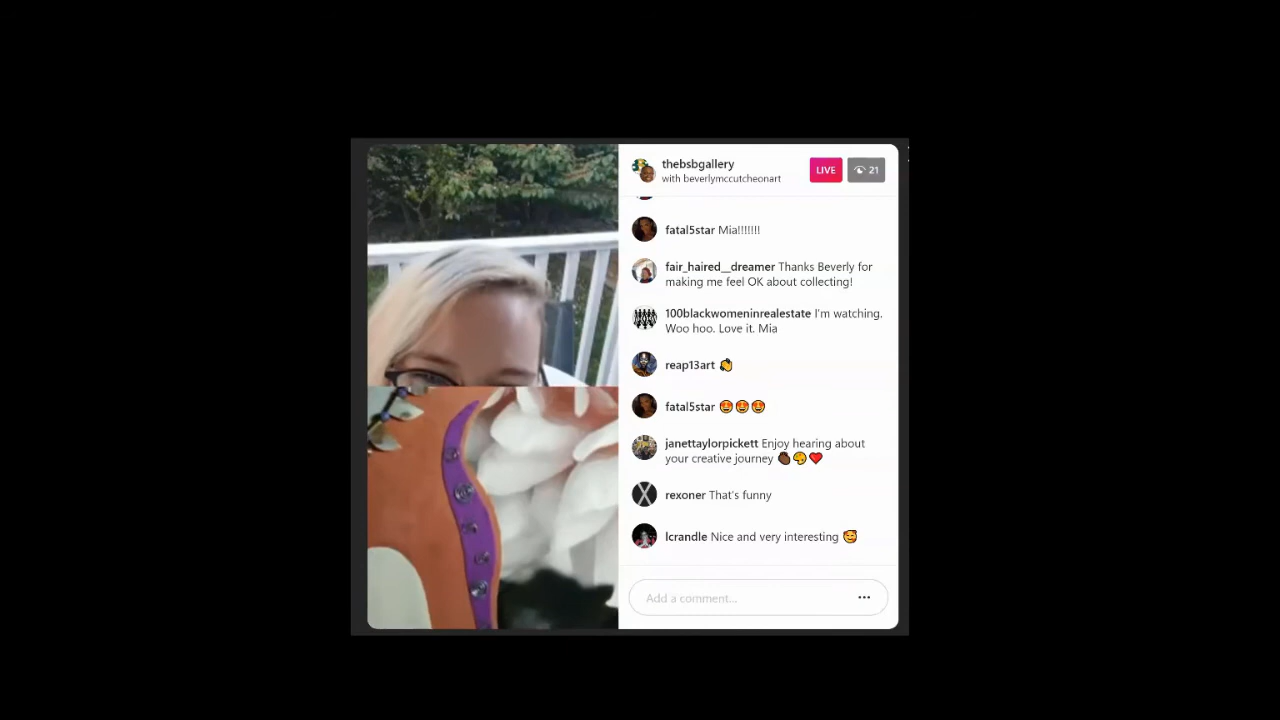 thebsbgallery
with beverlymccutcheonart
LIVE
21
fatal5star Mia!!!!!!!
fair_haired__dreamer Thanks Beverly for
making me feel OK about collecting!
100blackwomeninrealestate I'm watching.
Woo hoo. Love it. Mia
reap13art 👏
fatal5star 🤩🤩🤩
janettaylorpickett Enjoy hearing about
your creative journey ✊🏿🎨❤️
rexoner That's funny
lcrandle Nice and very interesting 🥰
Add a comment...